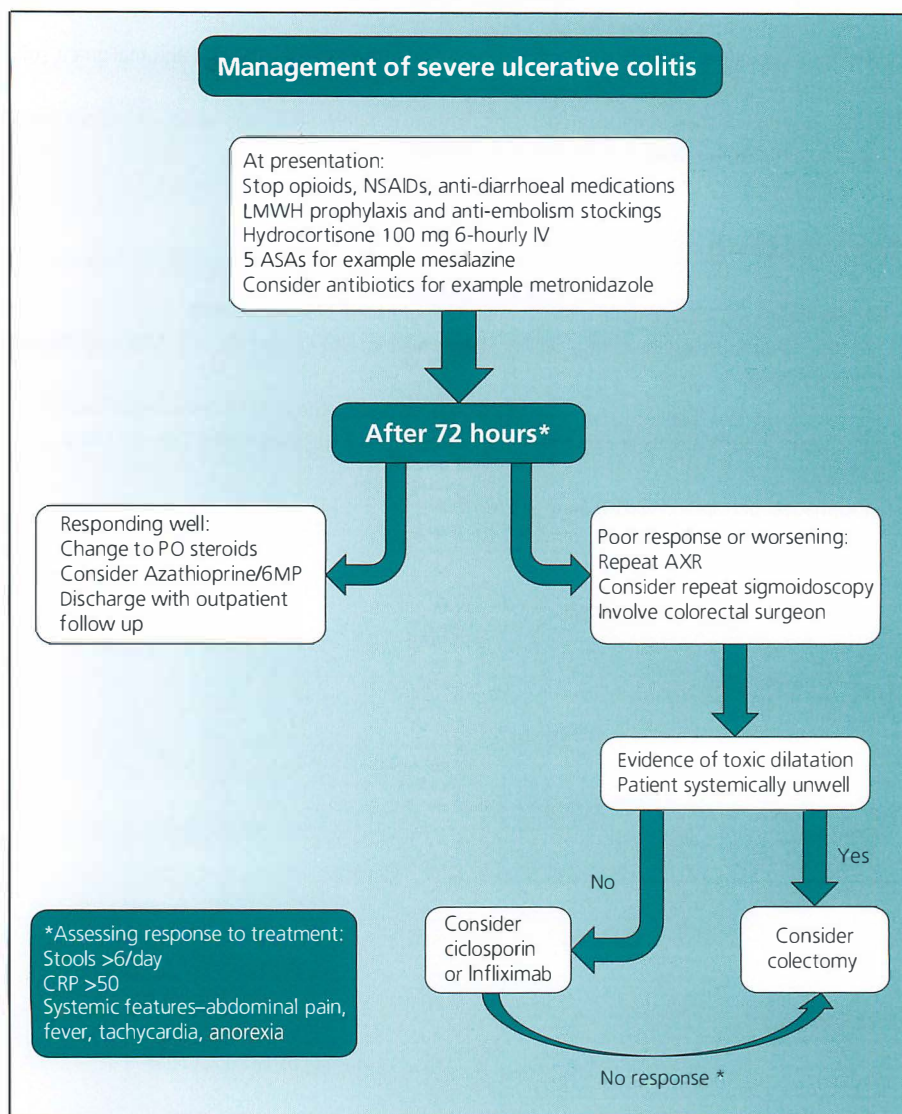 Management of severe ulcerative colitis
At presentation:
Stop opioids, NSAIDs, anti-diarrhoeal medications
LMWH prophylaxis and anti-embolism stockings
Hydrocortisone 100 mg 6-hourly IV
5 ASAs for example mesalazine
Consider antibiotics for example metronidazole
After 72 hours*
Responding well:
Change to PO steroids
Consider Azathioprine/6MP
Discharge with outpatient
follow up
Poor response or worsening:
Repeat AXR
Consider repeat sigmoidoscopy
Involve colorectal surgeon
Evidence of toxic dilatation
Patient systemically unwell
No
Yes
Consider
ciclosporin
or Infliximab
Consider
colectomy
No response *
*Assessing response to treatment:
Stools >6/day
CRP >50
Systemic features–abdominal pain,
fever, tachycardia, anorexia